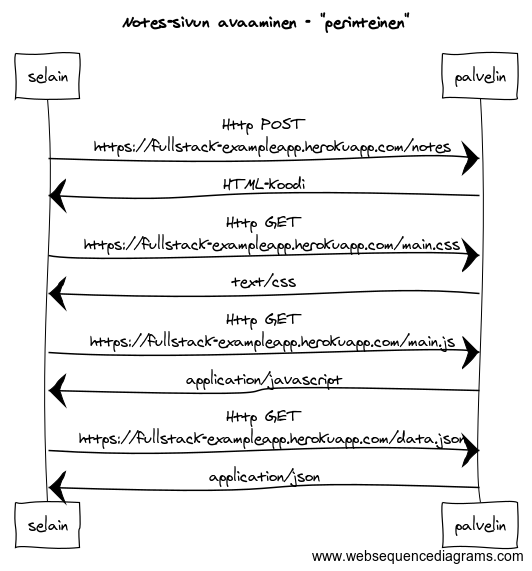 Notes-sivun avaaminen - "perinteinen"
selain
palvelin
Http POST
https://fullstack-exampleapp.herokuapp.com/notes
HTML-koodi
Http GET
https://fullstack-exampleapp.herokuapp.com/main.css
text/css
Http GET
https://fullstack-exampleapp.herokuapp.com/main.js
application/javascript
Http GET
https://fullstack-exampleapp.herokuapp.com/data.json
application/json
selain
palvelin
www.websequencediagrams.com